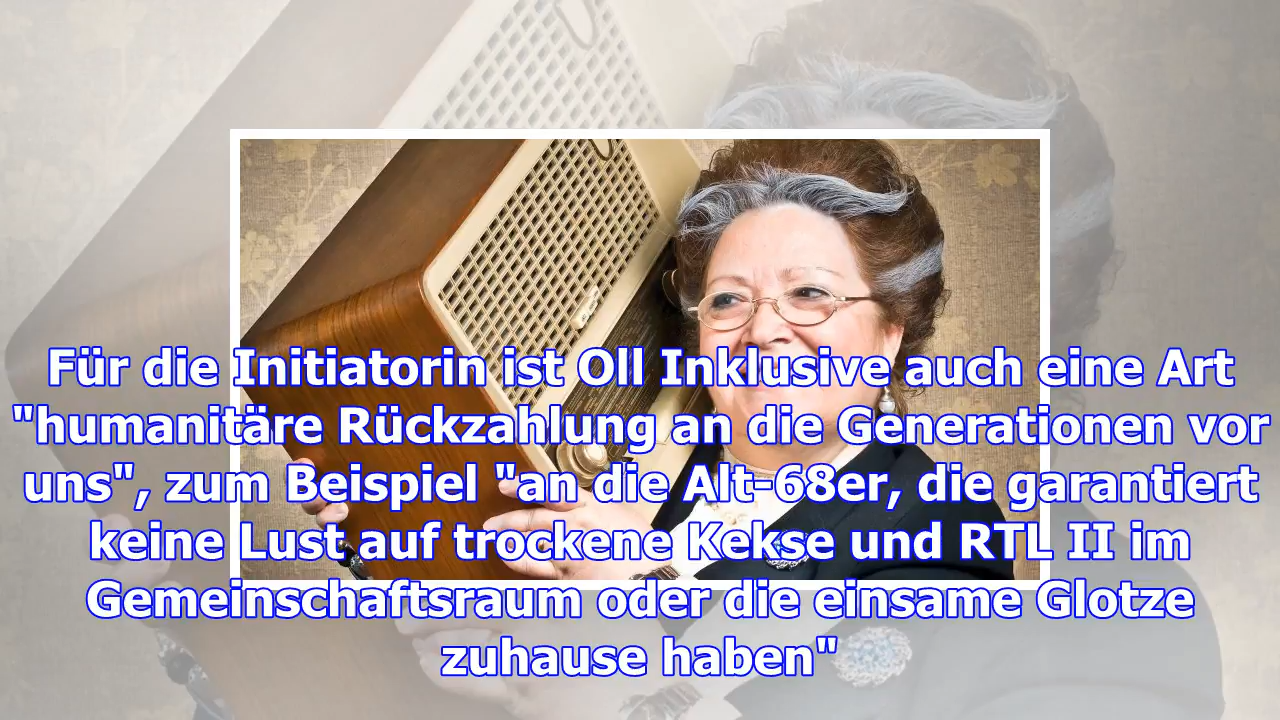 Für die Initiatorin ist Oll Inklusive auch eine Art
"humanitäre Rückzahlung an die Generationen vor
uns", zum Beispiel "an die Alt-68er, die garantiert
keine Lust auf trockene Kekse und RTL II im
Gemeinschaftsraum oder die einsame Glotze
zuhause haben"